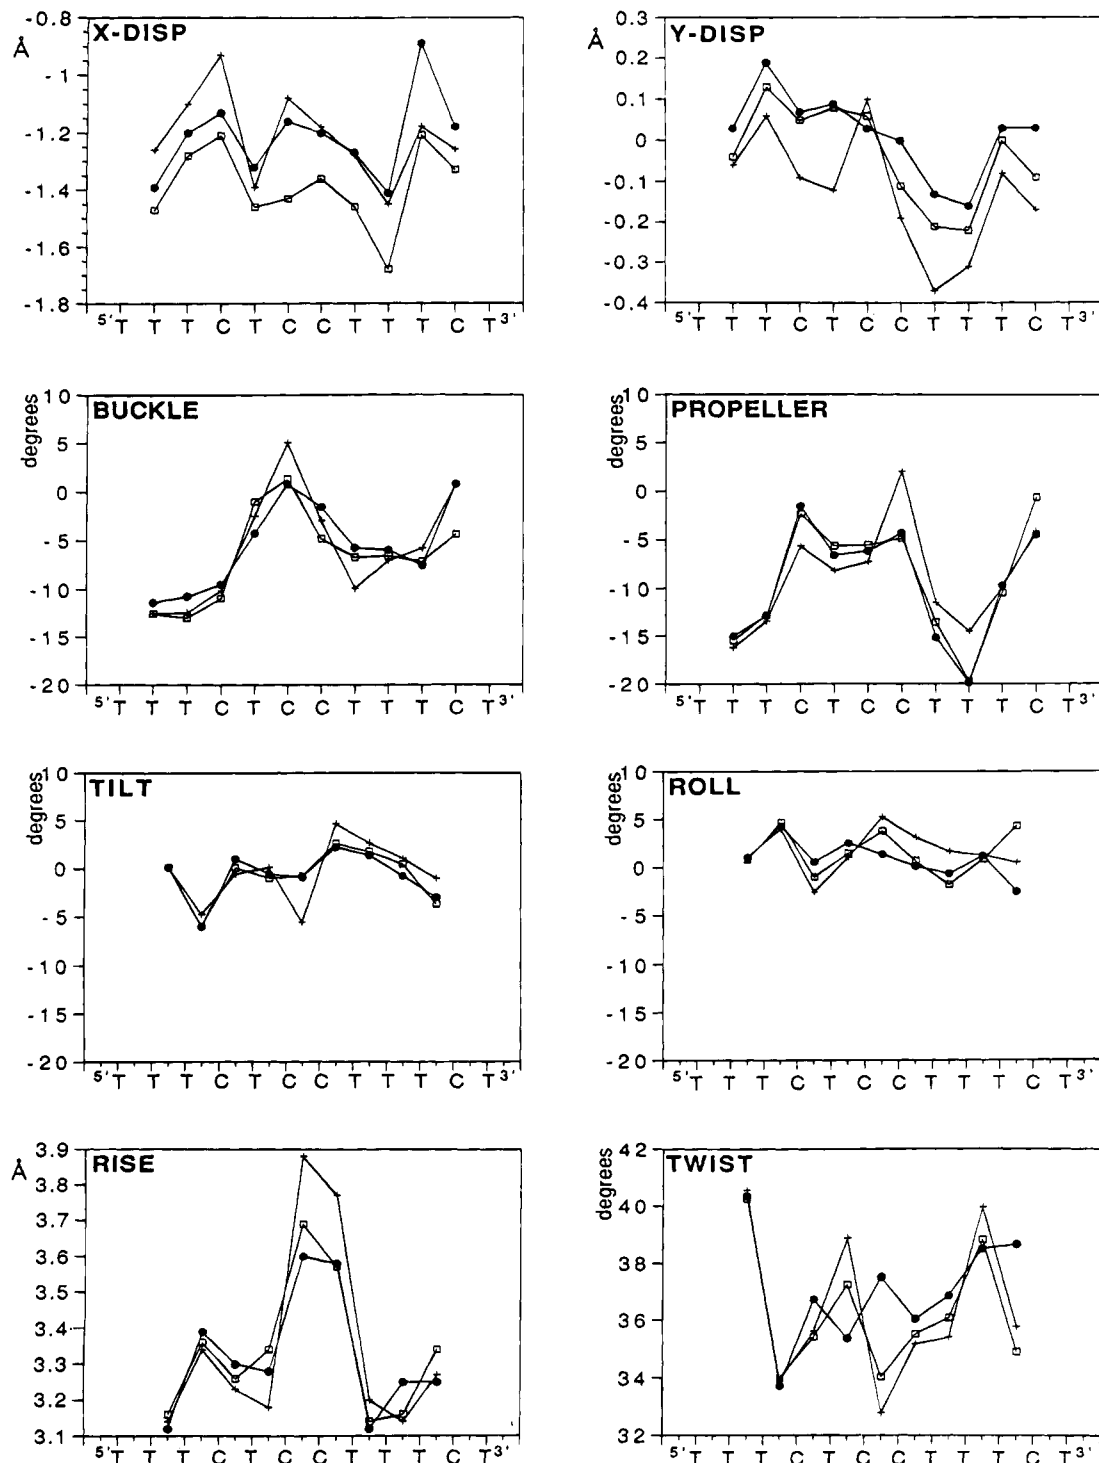 X-DISP
Å
-0.8
-1
-1.2
-1.4
-1.6
-1.8
5'T T T C T C C T T T C T3'
Y-DISP
Å
0.3
0.2
0.1
0
-0.1
-0.2
-0.3
-0.4
5'T T T C T C C T T T C T3'
BUCKLE
degrees
10
5
0
-5
-10
-15
-20
5'T T T C T C C T T T C T3'
PROPELLER
degrees
10
5
0
-5
-10
-15
-20
5'T T T C T C C T T T C T3'
TILT
degrees
10
5
0
-5
-10
-15
-20
5'T T T C T C C T T T C T3'
ROLL
degrees
10
5
0
-5
-10
-15
-20
5'T T T C T C C T T T C T3'
RISE
Å
3.9
3.8
3.7
3.6
3.5
3.4
3.3
3.2
3.1
5'T T T C T C C T T T C T3'
TWIST
degrees
42
40
38
36
34
32
5'T T T C T C C T T T C T3'